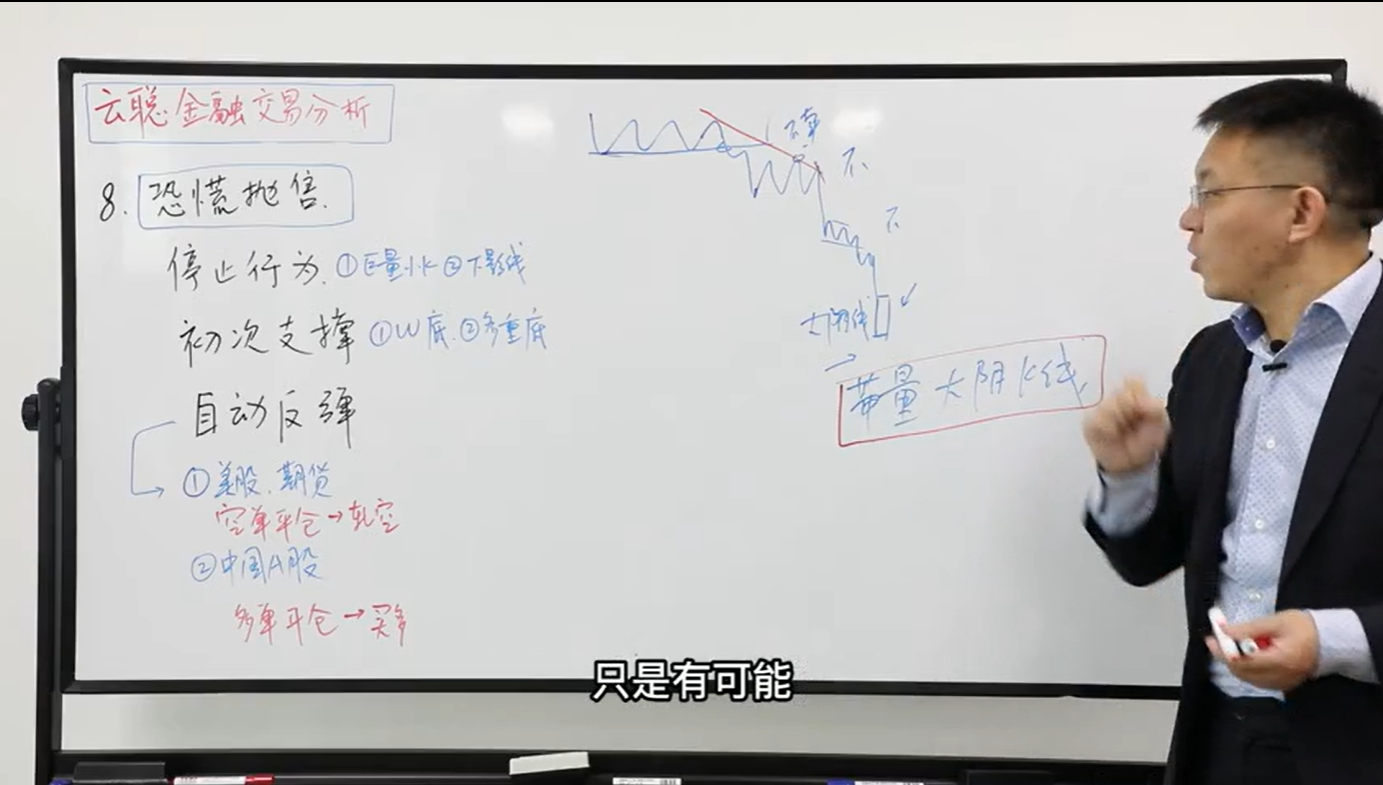 云聪金融交易分析
8. 恐慌抛售.
停止行为. ①巨量小K ②下影线
初次支撑 ①W底. ②多重底
自动反弹
①美股. 期货
空单平仓→轧空
②中国A股
多单平仓→买多
不
不
大阴线
带量大阴K线
只是有可能